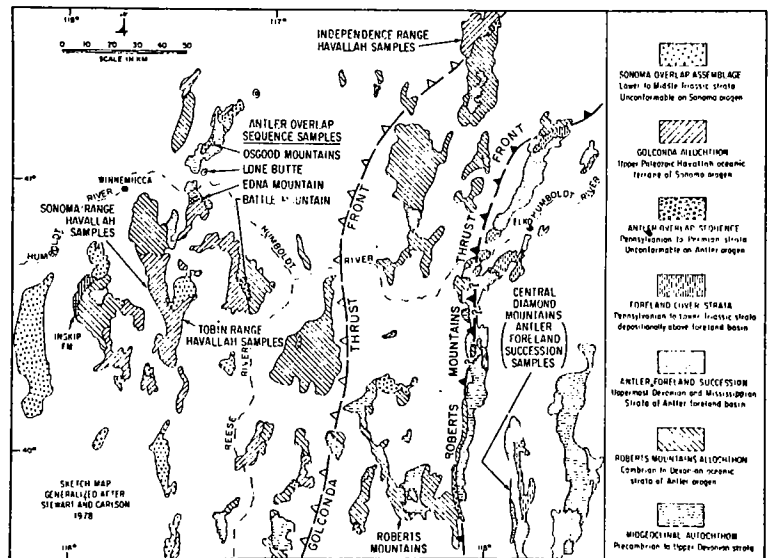 118°
117°
N
0 10 20 30 40 50
SCALE IN KM
INDEPENDENCE RANGE
HAVALLAH SAMPLES
ANTLER OVERLAP
SEQUENCE SAMPLES
OSGOOD MOUNTAINS
LONE BUTTE
EDNA MOUNTAIN
BATTLE MOUNTAIN
41°
WINNEMUCCA
RIVER
SONOMA RANGE
HAVALLAH
SAMPLES
HUMBOLDT
HUMBOLDT
RIVER
FRONT
THRUST
GOLCONDA
FRONT
THRUST
MOUNTAINS
ROBERTS
ELKO
HUMBOLDT
RIVER
INSKIP
FM
TOBIN RANGE
HAVALLAH SAMPLES
RIVER
REESE
CENTRAL
DIAMOND
MOUNTAINS
ANTLER
FORELAND
SUCCESSION
SAMPLES
40°
SKETCH MAP
GENERALIZED AFTER
STEWART AND CARLSON
1978
ROBERTS
MOUNTAINS
118°
SONOMA OVERLAP ASSEMBLAGE
Lower to Middle Triassic strata
Unconformable on Sonoma orogen
GOLCONDA ALLOCHTHON
Upper Paleozoic Havallah oceanic
terrane of Sonoma orogen
ANTLER OVERLAP SEQUENCE
Pennsylvanian to Permian strata
Unconformable on Antler orogen
FORELAND COVER STRATA
Pennsylvanian to Lower Triassic strata
depositionally above foreland basin
ANTLER FORELAND SUCCESSION
Uppermost Devonian and Mississippian
Strata of Antler foreland basin
ROBERTS MOUNTAINS ALLOCHTHON
Cambrian to Devonian oceanic
strata of Antler orogen
MIOGEOCLINAL AUTOCHTHON
Precambrian to Upper Devonian strata